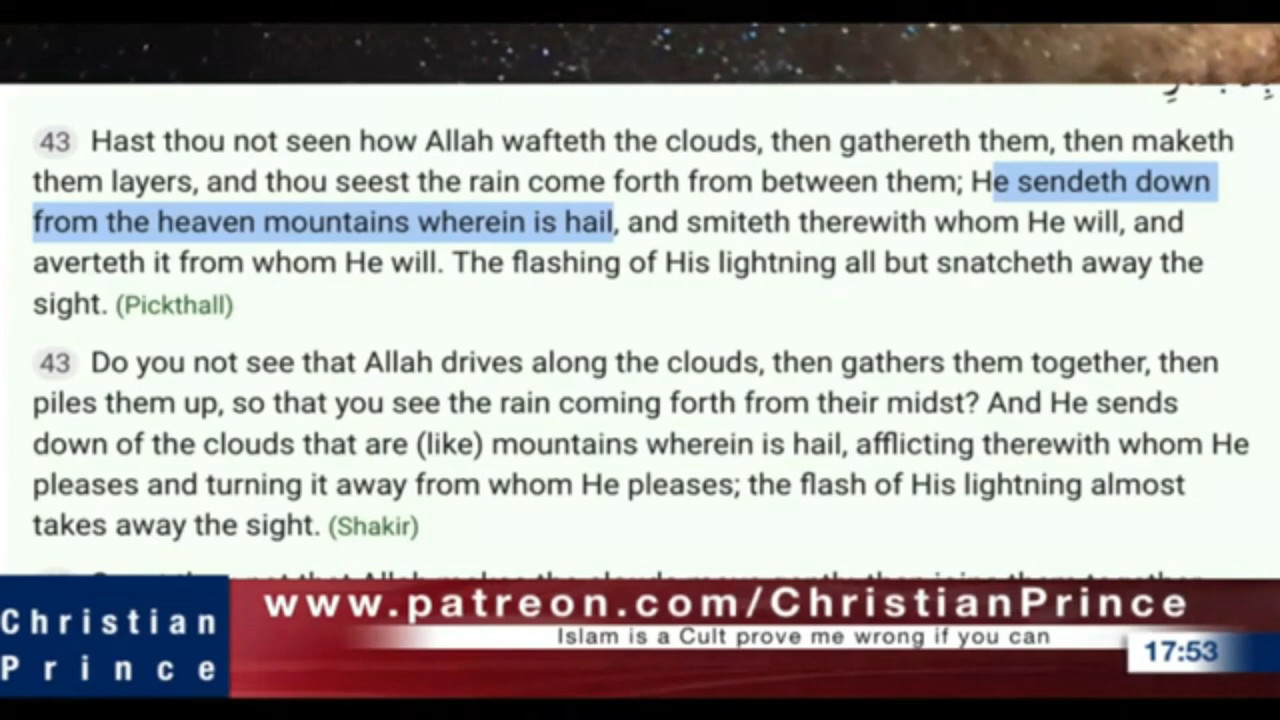 43 Hast thou not seen how Allah wafteth the clouds, then gathereth them, then maketh
them layers, and thou seest the rain come forth from between them; He sendeth down
from the heaven mountains wherein is hail, and smiteth therewith whom He will, and
averteth it from whom He will. The flashing of His lightning all but snatcheth away the
sight. (Pickthall)
43 Do you not see that Allah drives along the clouds, then gathers them together, then
piles them up, so that you see the rain coming forth from their midst? And He sends
down of the clouds that are (like) mountains wherein is hail, afflicting therewith whom He
pleases and turning it away from whom He pleases; the flash of His lightning almost
takes away the sight. (Shakir)
www.patreon.com/ChristianPrince
Islam is a Cult prove me wrong if you can
Christian
Prince
17:53